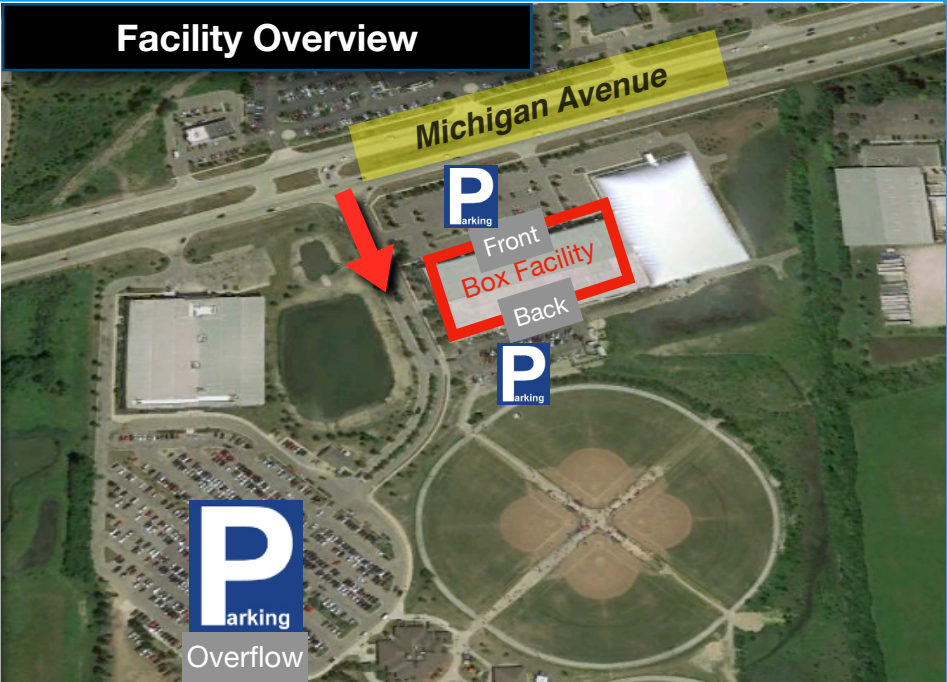 Facility Overview
Michigan Avenue
P
arking
Front
Box Facility
Back
P
arking
P
arking
Overflow